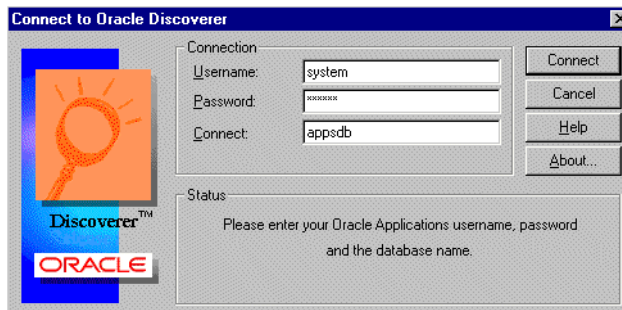 Connect to Oracle Discoverer
Connection
Username: system
Password: xxxxxx
Connect: appsdb
Connect
Cancel
Help
About...
Discoverer™
ORACLE
Status
Please enter your Oracle Applications username, password
and the database name.